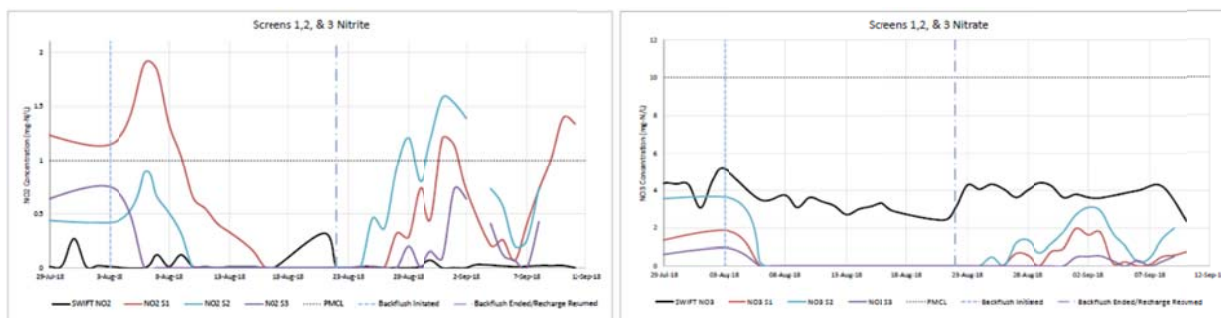 Screens 1,2, & 3 Nitrite
NO3 Concentration (mg-N/L)
2
1.5
1
0.5
0
29-Jul-18 3-Aug-18 8-Aug-18 13-Aug-18 18-Aug-18 23-Aug-18 28-Aug-18 2-Sep-18 7-Sep-18
SWIFT NO2 NO2 S1 NO2 S2 NO2 S3 PMCL Backflush Initiated Backflush Ended/Recharge Resumed
Screens 1,2, & 3 Nitrate
NO3 Concentration (mg-N/L)
12
10
8
6
4
2
0
29-Jul-18 03-Aug-18 08-Aug-18 13-Aug-18 18-Aug-18 23-Aug-18 28-Aug-18 02-Sep-18 07-Sep-18 12-Sep-18
SWIFT NO3 NO3 S1 NO3 S2 PMCL Backflush Initiated Backflush Ended/Recharge Resumed